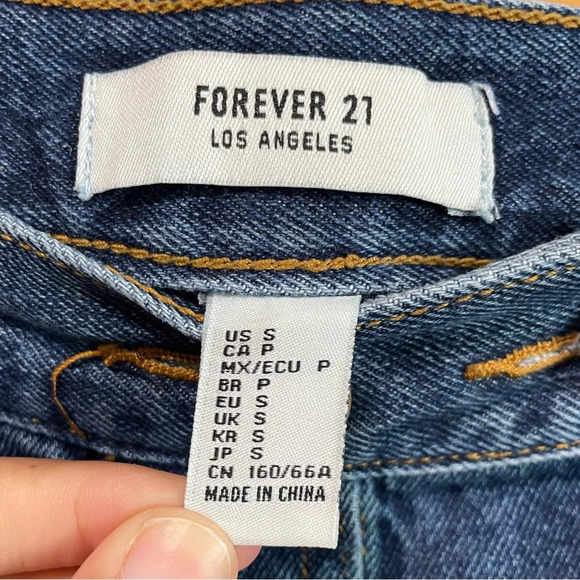 FOREVER 21
LOS ANGELES
US S
CA P
MX/ECU P
BR P
EU S
UK S
KR S
JP S
CN 160/66A
MADE IN CHINA